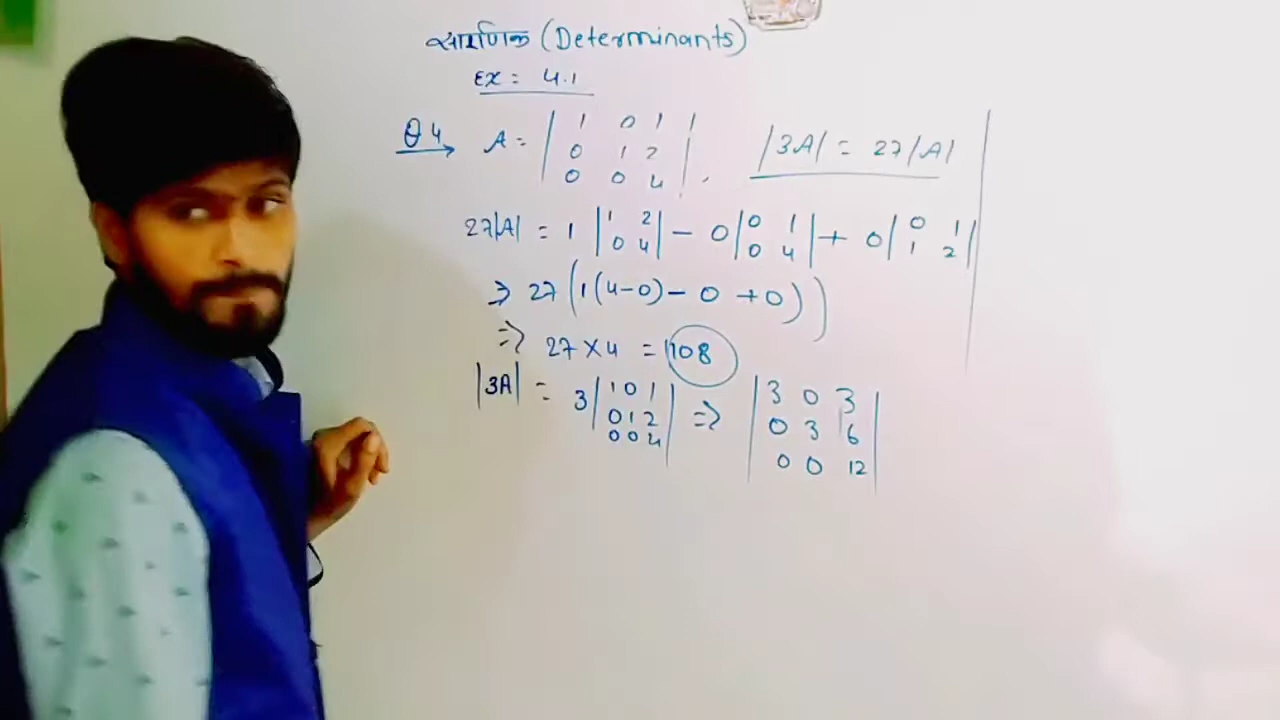 सारणिक (Determinants)
Ex = 4.1
Q4 → A = | 1 0 1 | |3A| = 27|A|
0 1 2
0 0 4 .
27|A| = 1 | 1 2 | - 0 | 0 1 | + 0 | 0 1 |
0 4 0 4 1 2
⇒ 27 (1(4-0) - 0 + 0))
⇒ 27 × 4 = 108
|3A| = 3 | 1 0 1 | ⇒ | 3 0 3 |
0 1 2 0 3 6
0 0 4 0 0 12